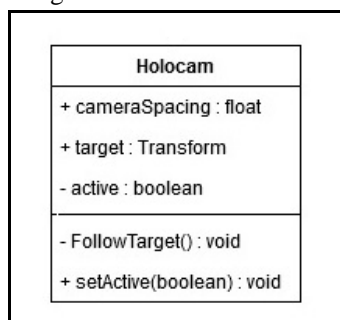 Holocam
+ cameraSpacing : float
+ target : Transform
- active : boolean
- FollowTarget() : void
+ setActive(boolean) : void